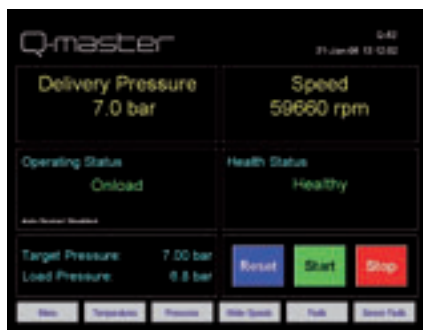 Q-master
Delivery Pressure
7.0 bar
Speed
59660 rpm
Operating Status
Onload
Health Status
Healthy
Target Pressure: 7.00 bar
Load Pressure: 6.8 bar
Reset
Start
Stop
Menu
Temperatures
Pressures